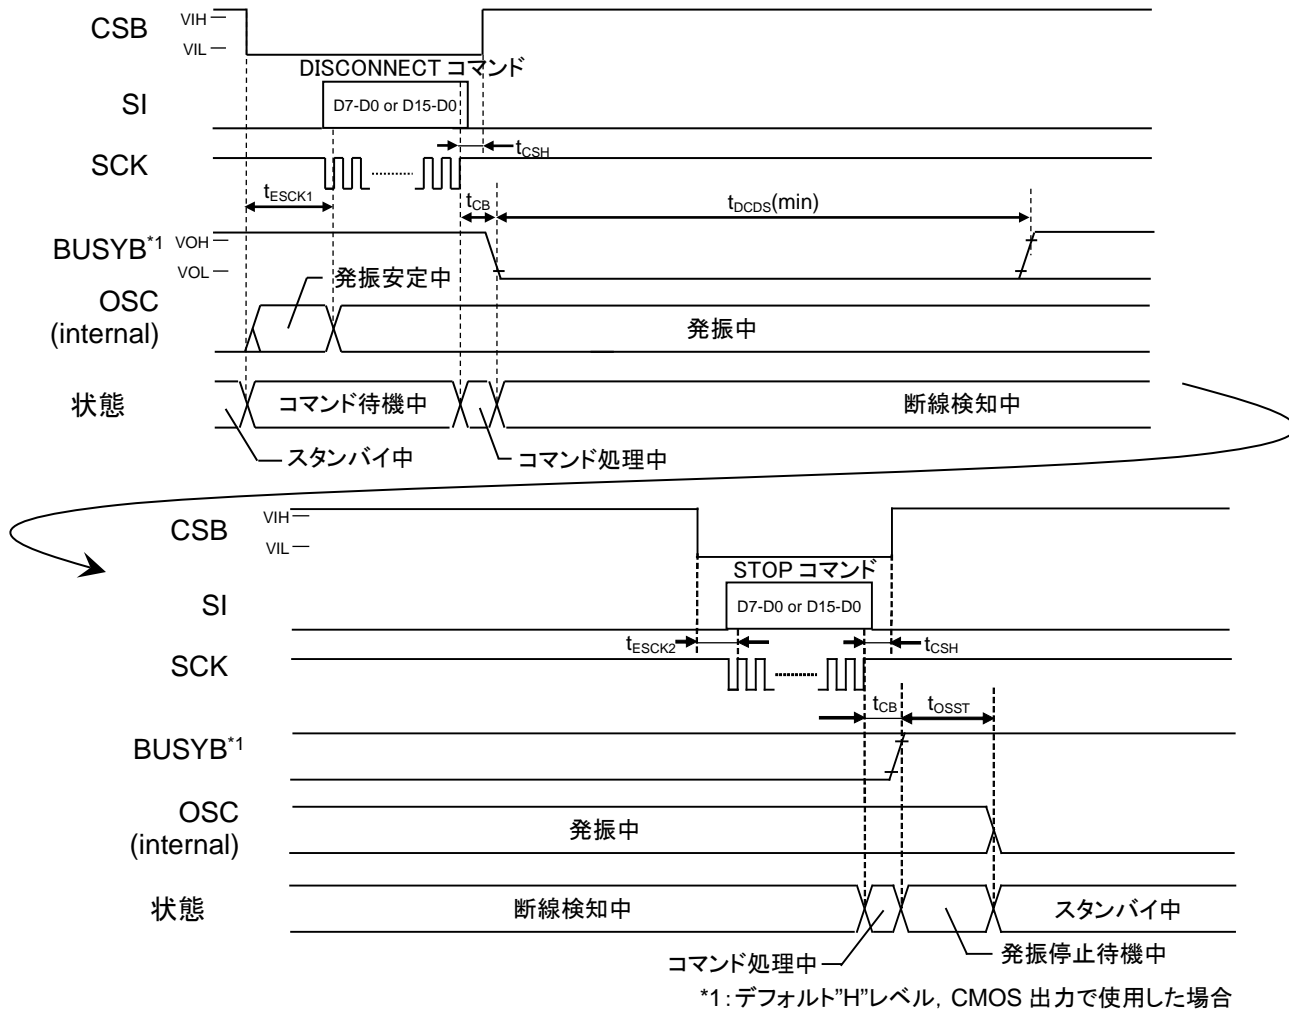 CSB
VIH
VIL
DISCONNECT コマンド
SI
D7-D0 or D15-D0
tCSH
SCK
tESCK1
tCB
tDCDS(min)
BUSYB*1
VOH
VOL
発振安定中
OSC
(internal)
発振中
状態
コマンド待機中
断線検知中
スタンバイ中
コマンド処理中
CSB
VIH
VIL
STOP コマンド
SI
D7-D0 or D15-D0
tESCK2
tCSH
SCK
tCB
tOSST
BUSYB*1
OSC
(internal)
発振中
状態
断線検知中
スタンバイ中
コマンド処理中
発振停止待機中
*1:デフォルト"H"レベル, CMOS 出力で使用した場合